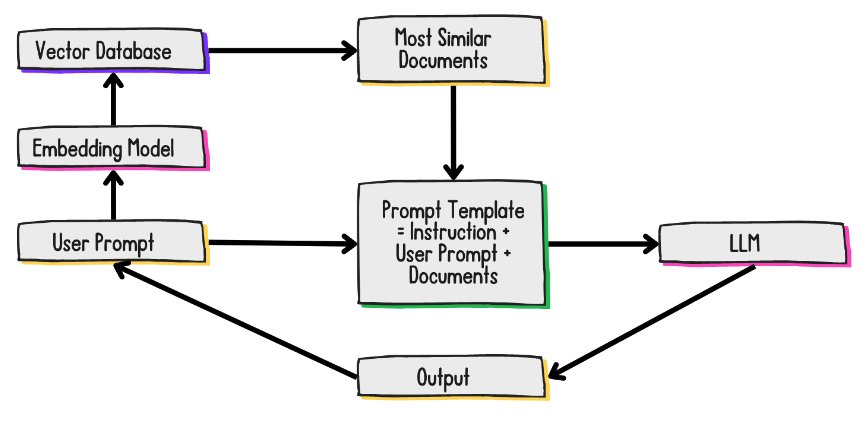 Vector Database
Most Similar
Documents
Embedding Model
User Prompt
Prompt Template
= Instruction +
User Prompt +
Documents
LLM
Output